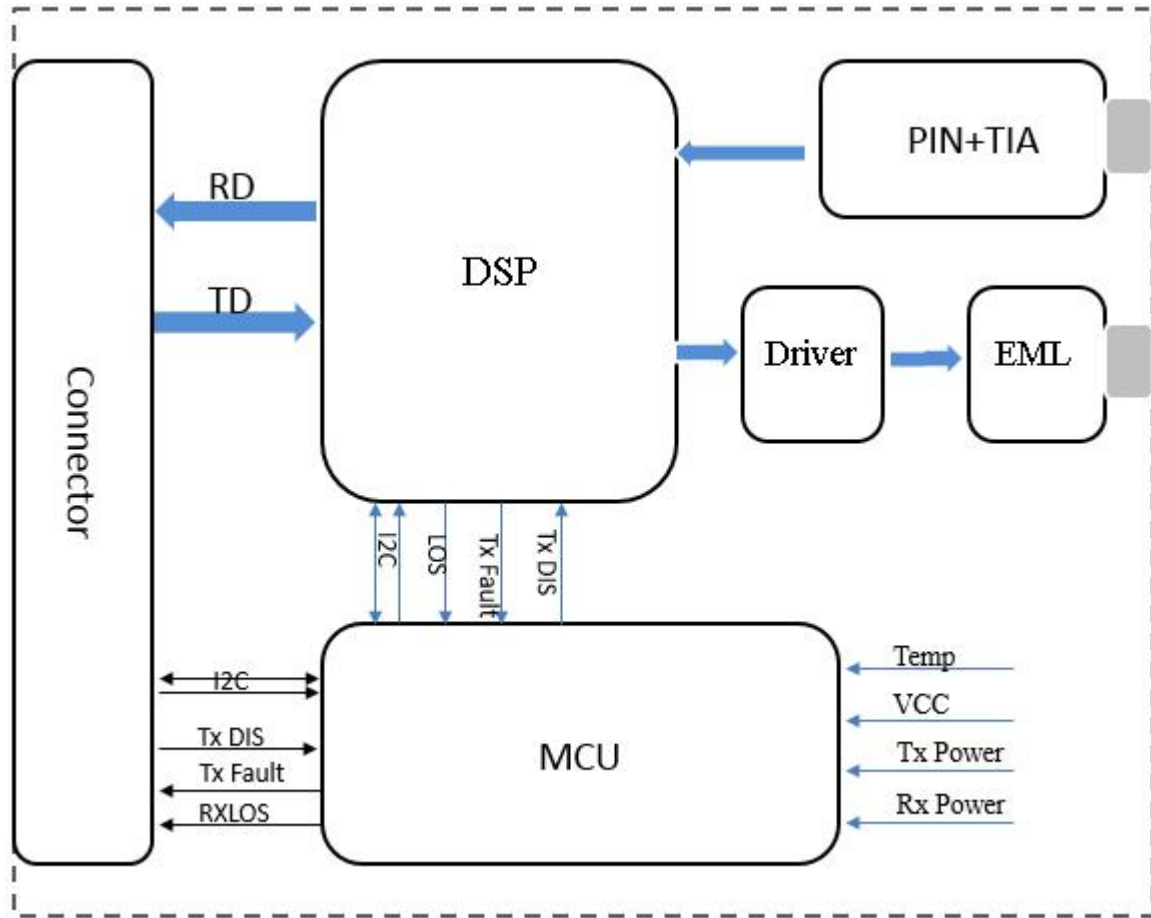 PIN+TIA
RD
DSP
TD
Driver
EML
Connector
I2C
LOS
Tx Fault
Tx DIS
Temp
I2C
VCC
Tx DIS
MCU
Tx Power
Tx Fault
Rx Power
RXLOS